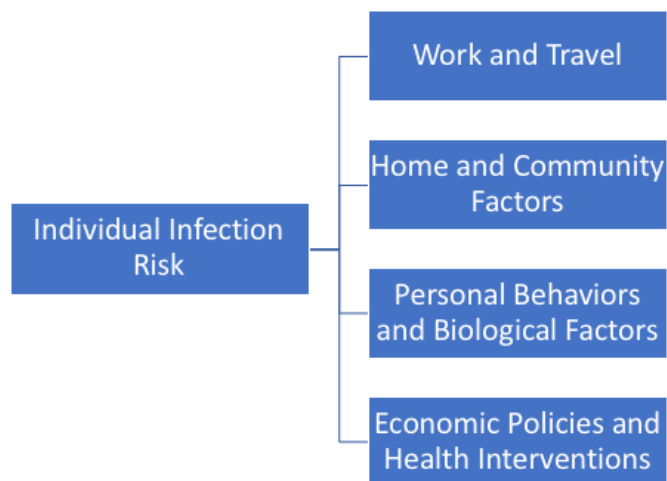 Work and Travel
Home and Community
Factors
Individual Infection
Risk
Personal Behaviors
and Biological Factors
Economic Policies and
Health Interventions